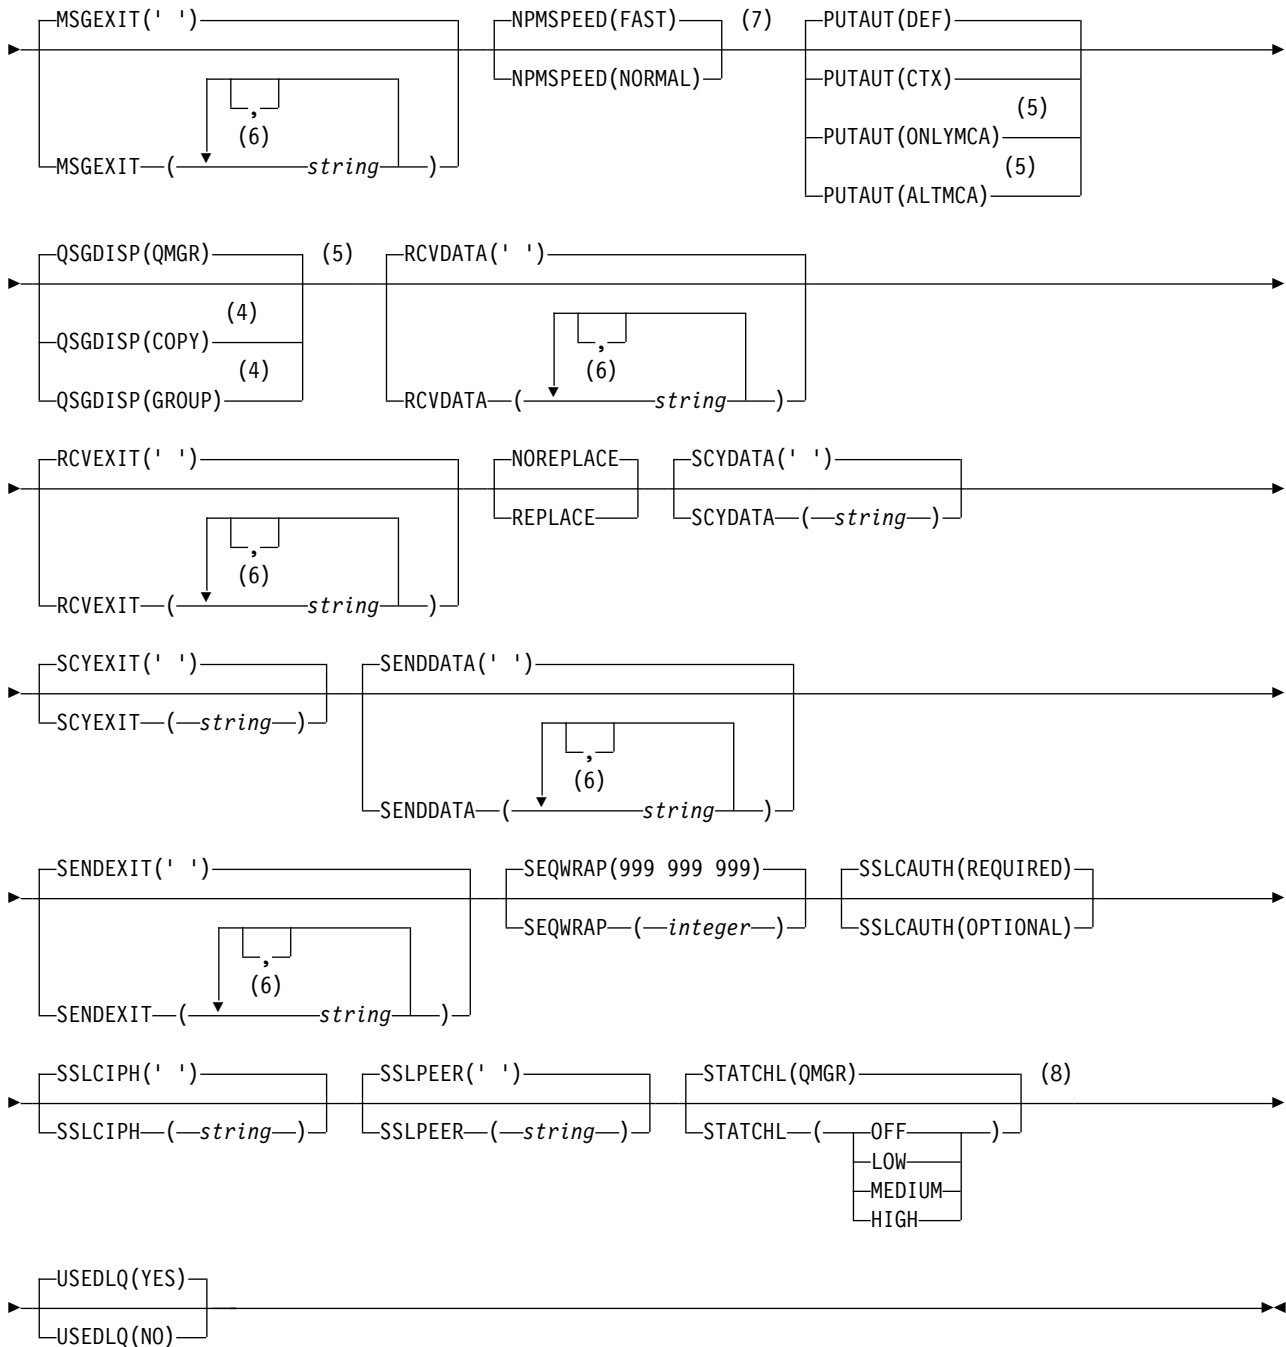 MSGEXIT(' ')
,
(6)
MSGEXIT ( string )
NPMSPEED(FAST) (7)
NPMSPEED(NORMAL)
PUTAUT(DEF)
PUTAUT(CTX)
(5)
PUTAUT(ONLYMCA)
(5)
PUTAUT(ALTMCA)
QSGDISP(QMGR) (5)
(4)
QSGDISP(COPY)
(4)
QSGDISP(GROUP)
RCVDATA(' ')
,
(6)
RCVDATA ( string )
RCVEXIT(' ')
,
(6)
RCVEXIT ( string )
NOREPLACE
REPLACE
SCYDATA(' ')
SCYDATA ( string )
SCYEXIT(' ')
SCYEXIT ( string )
SENDDATA(' ')
,
(6)
SENDDATA ( string )
SENDEXIT(' ')
,
(6)
SENDEXIT ( string )
SEQWRAP(999 999 999)
SEQWRAP ( integer )
SSLCAUTH(REQUIRED)
SSLCAUTH(OPTIONAL)
SSLCIPH(' ')
SSLCIPH ( string )
SSLPEER(' ')
SSLPEER ( string )
STATCHL(QMGR) (8)
STATCHL ( OFF )
LOW
MEDIUM
HIGH
USEDLQ(YES)
USEDLQ(NO)